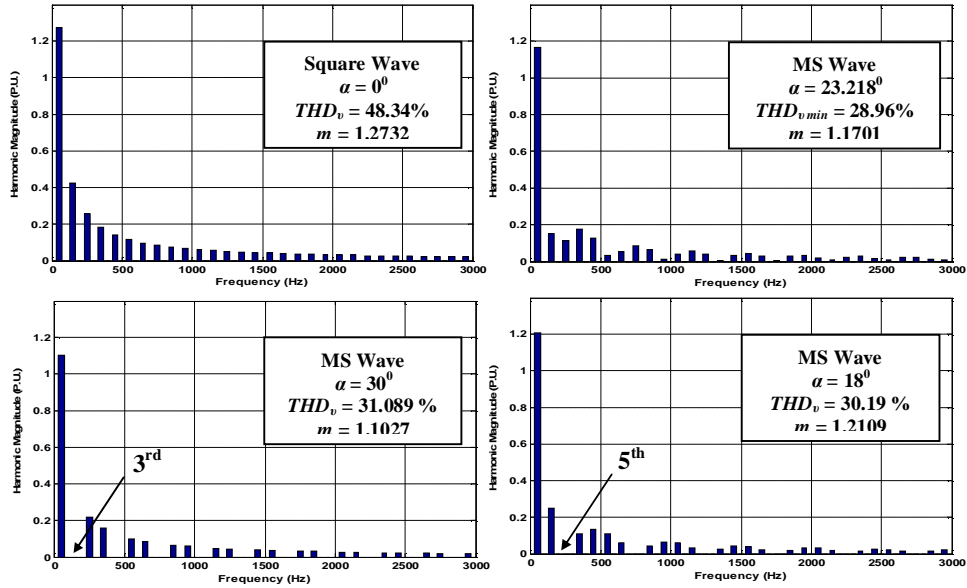 1.2
1
0.8
0.6
0.4
0.2
0
Harmonic Magnitude (P.U.)
Square Wave
α = 0⁰
THDᵥ = 48.34%
m = 1.2732
0 500 1000 1500 2000 2500 3000
Frequency (Hz)
1.2
1
0.8
0.6
0.4
0.2
0
Harmonic Magnitude (P.U.)
MS Wave
α = 23.218⁰
THDᵥ ₘᵢₙ = 28.96%
m = 1.1701
0 500 1000 1500 2000 2500 3000
Frequency (Hz)
1.2
1
0.8
0.6
0.4
0.2
0
Harmonic Magnitude (P.U.)
MS Wave
α = 30⁰
THDᵥ = 31.089 %
m = 1.1027
3ʳᵈ
0 500 1000 1500 2000 2500 3000
Frequency (Hz)
1.2
1
0.8
0.6
0.4
0.2
0
Harmonic Magnitude (P.U.)
MS Wave
α = 18⁰
THDᵥ = 30.19 %
m = 1.2109
5ᵗʰ
0 500 1000 1500 2000 2500 3000
Frequency (Hz)